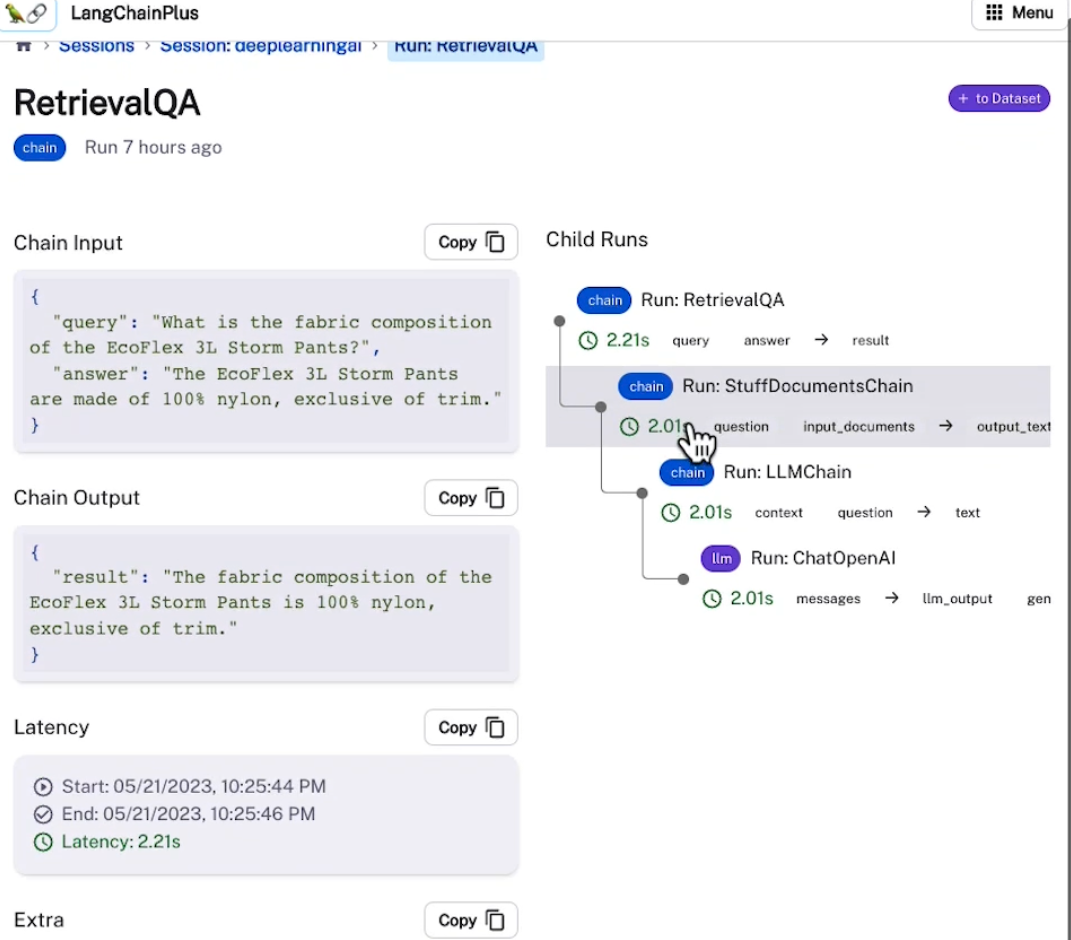 LangChainPlus
Menu
Sessions › Session: deeplearningai › Run: RetrievalQA
RetrievalQA
+ to Dataset
chain Run 7 hours ago
Chain Input
Copy
{
"query": "What is the fabric composition
of the EcoFlex 3L Storm Pants?",
"answer": "The EcoFlex 3L Storm Pants
are made of 100% nylon, exclusive of trim."
}
Chain Output
Copy
{
"result": "The fabric composition of the
EcoFlex 3L Storm Pants is 100% nylon,
exclusive of trim."
}
Latency
Copy
Start: 05/21/2023, 10:25:44 PM
End: 05/21/2023, 10:25:46 PM
Latency: 2.21s
Extra
Copy
Child Runs
chain Run: RetrievalQA
2.21s query answer → result
chain Run: StuffDocumentsChain
2.01s question input_documents → output_text
chain Run: LLMChain
2.01s context question → text
llm Run: ChatOpenAI
2.01s messages → llm_output gen